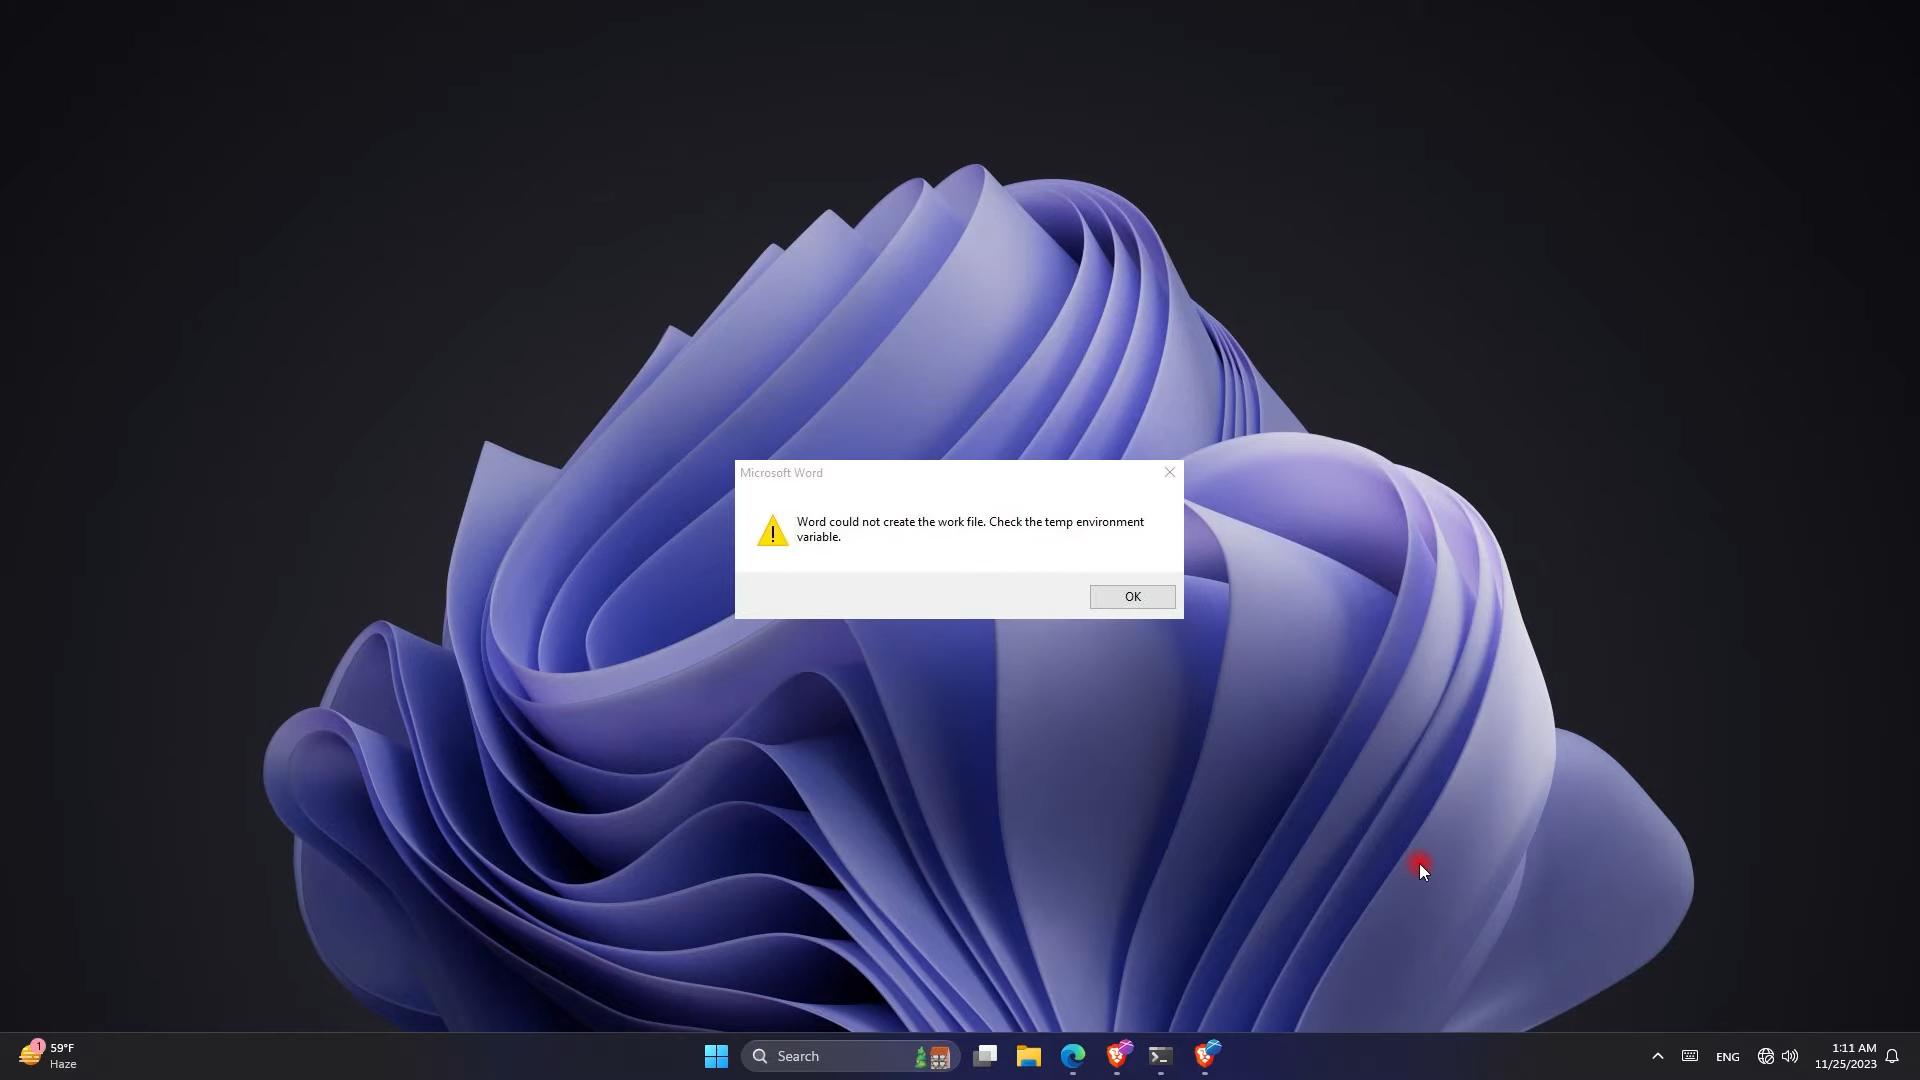 Microsoft Word
Word could not create the work file. Check the temp environment
variable.
OK
1
59°F
Haze
Search
ENG
1:11 AM
11/25/2023